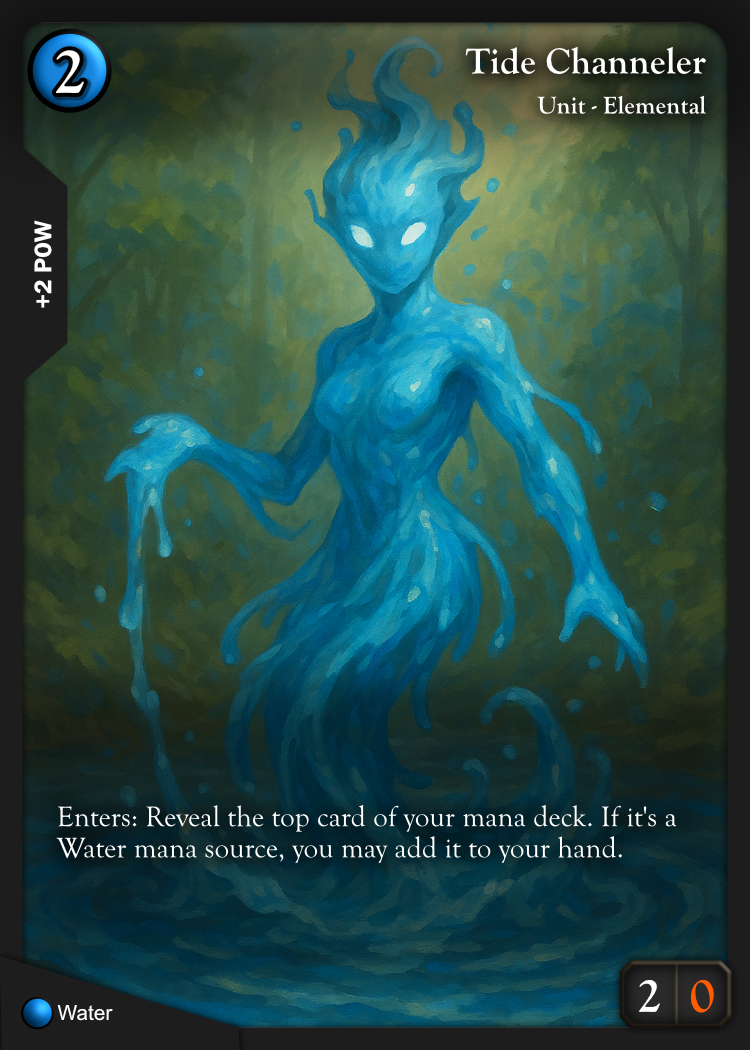 2
Tide Channeler
Unit - Elemental
+2 POW
Enters: Reveal the top card of your mana deck. If it's a
Water mana source, you may add it to your hand.
Water
2 0